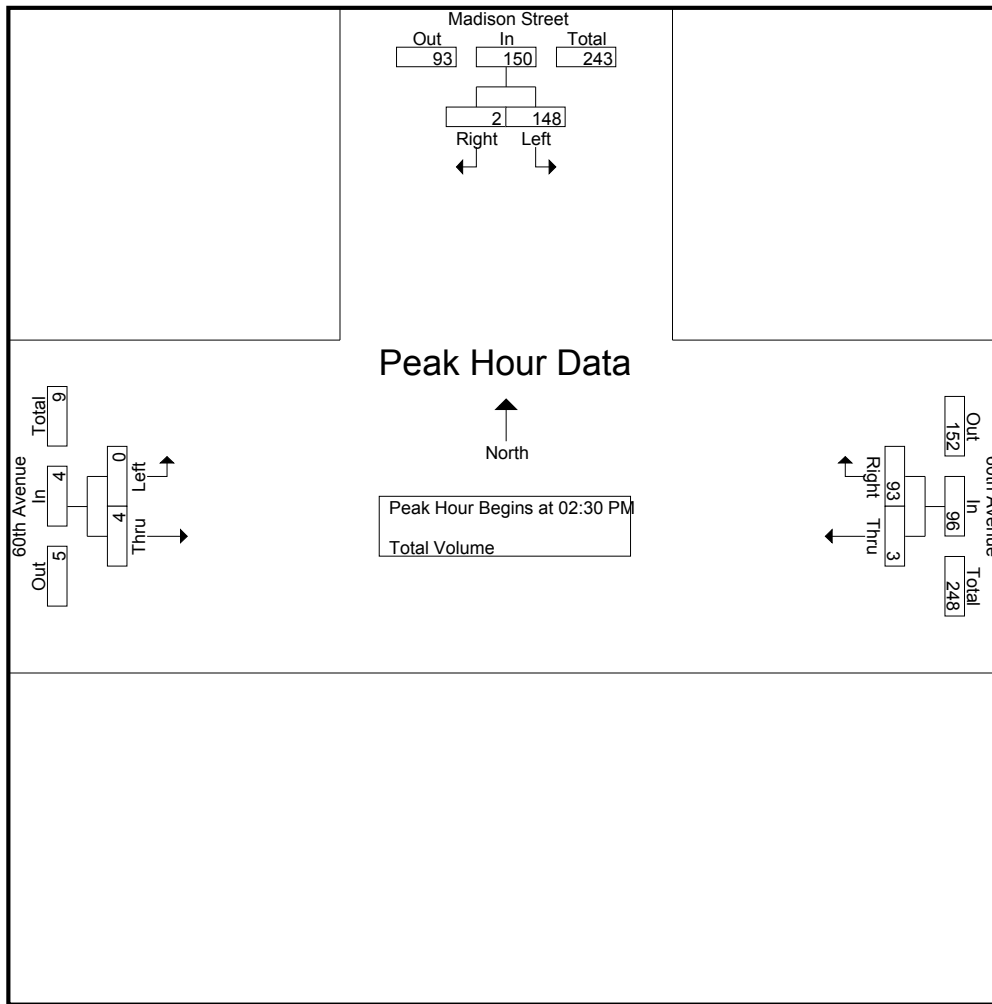 Madison Street
Out In Total
93 150 243
2 148
Right Left
Peak Hour Data
North
Peak Hour Begins at 02:30 PM
Total Volume
60th Avenue
Out In Total
5 4 9
4 0
Thru Left
60th Avenue
Out In Total
152 96 248
93 3
Right Thru